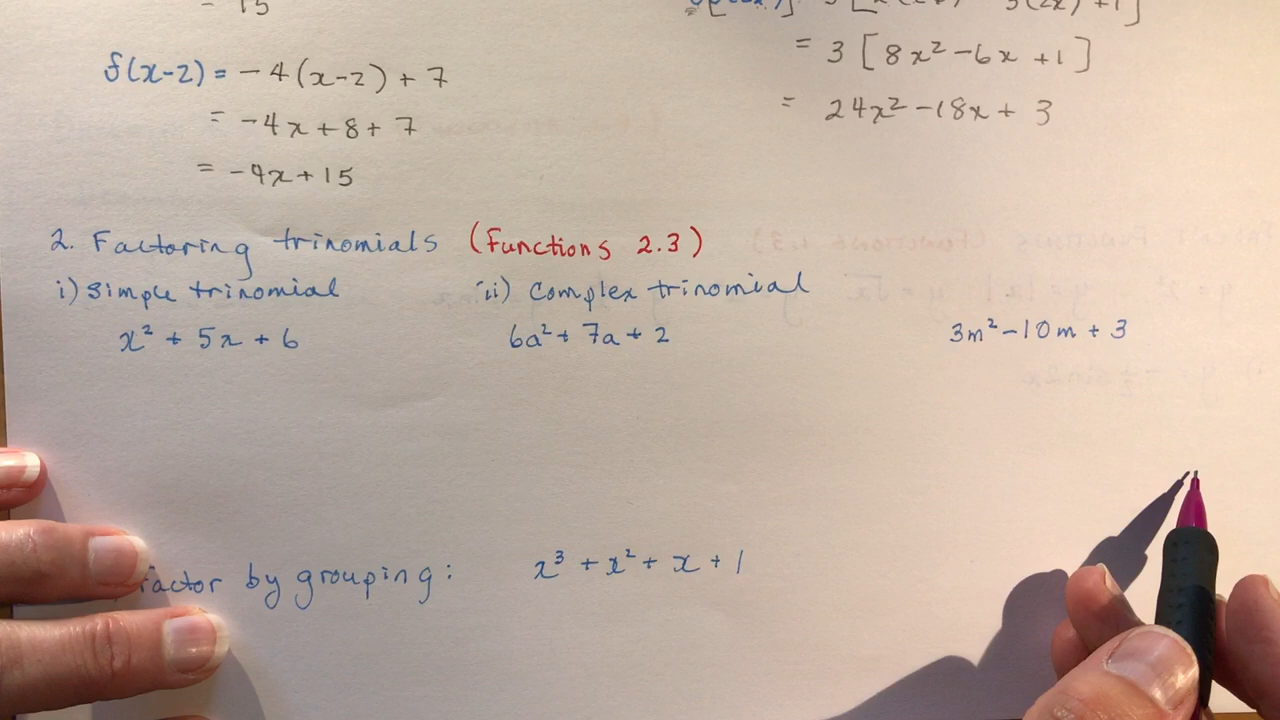 = 15
= 3 [ 8x² - 6x + 1 ]
= 24x² - 18x + 3
f(x-2) = -4(x-2) + 7
= -4x + 8 + 7
= -4x + 15
2. Factoring trinomials (Functions 2.3)
i) Simple trinomial ii) Complex trinomial
x² + 5x + 6 6a² + 7a + 2 3m² - 10m + 3
factor by grouping: x³ + x² + x + 1